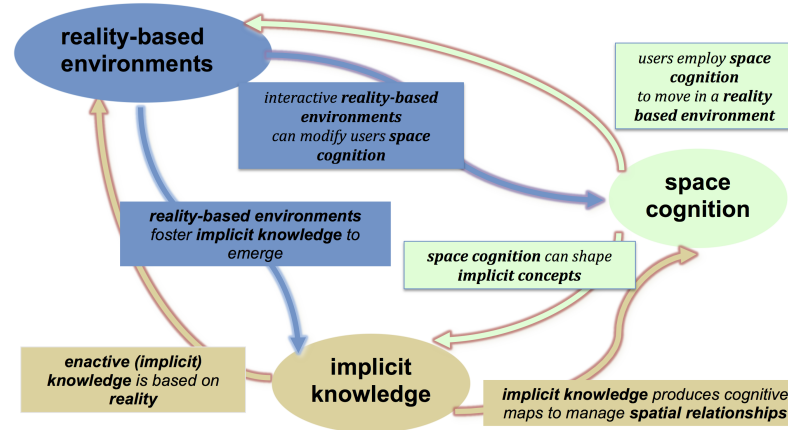 reality-based
environments
users employ space
cognition
to move in a reality
based environment
interactive reality-based
environments
can modify users space
cognition
space
cognition
reality-based environments
foster implicit knowledge to
emerge
space cognition can shape
implicit concepts
enactive (implicit)
knowledge is based on
reality
implicit
knowledge
implicit knowledge produces cognitive
maps to manage spatial relationships